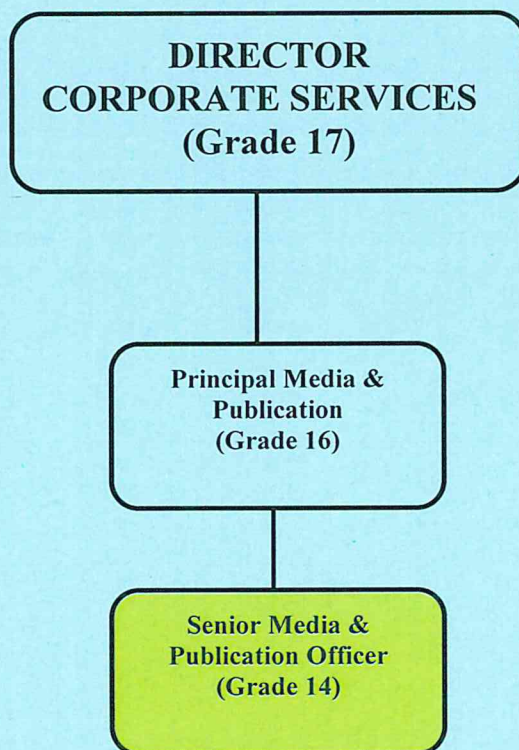 DIRECTOR
CORPORATE SERVICES
(Grade 17)
Principal Media &
Publication
(Grade 16)
Senior Media &
Publication Officer
(Grade 14)